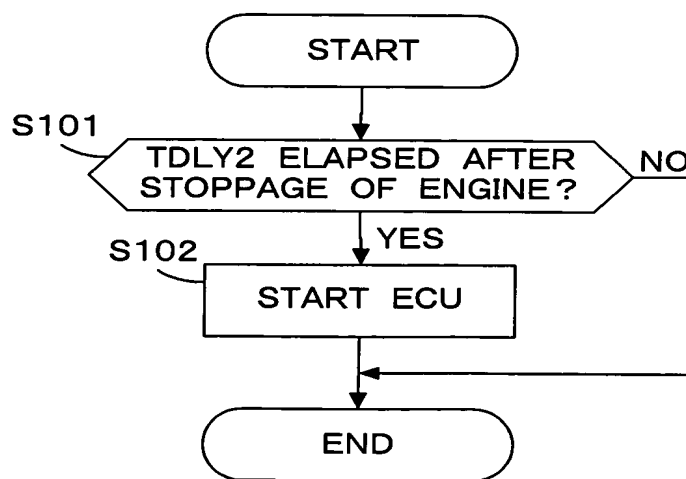 START
S101
TDLY2 ELAPSED AFTER
STOPPAGE OF ENGINE?
NO
YES
S102
START ECU
END